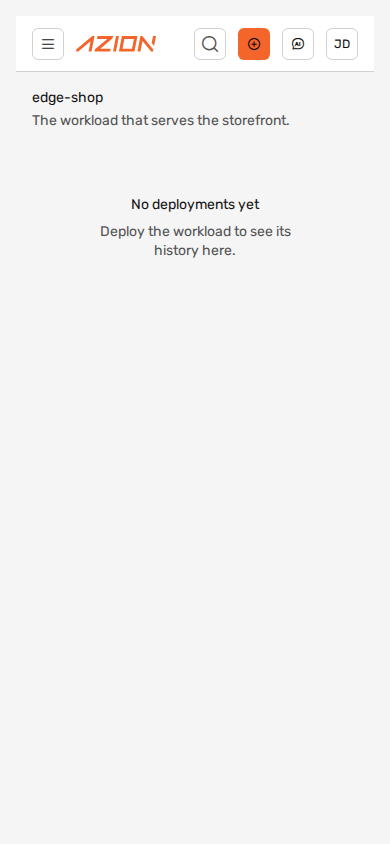 AZION
AI
JD
edge-shop
The workload that serves the storefront.
No deployments yet
Deploy the workload to see its
history here.